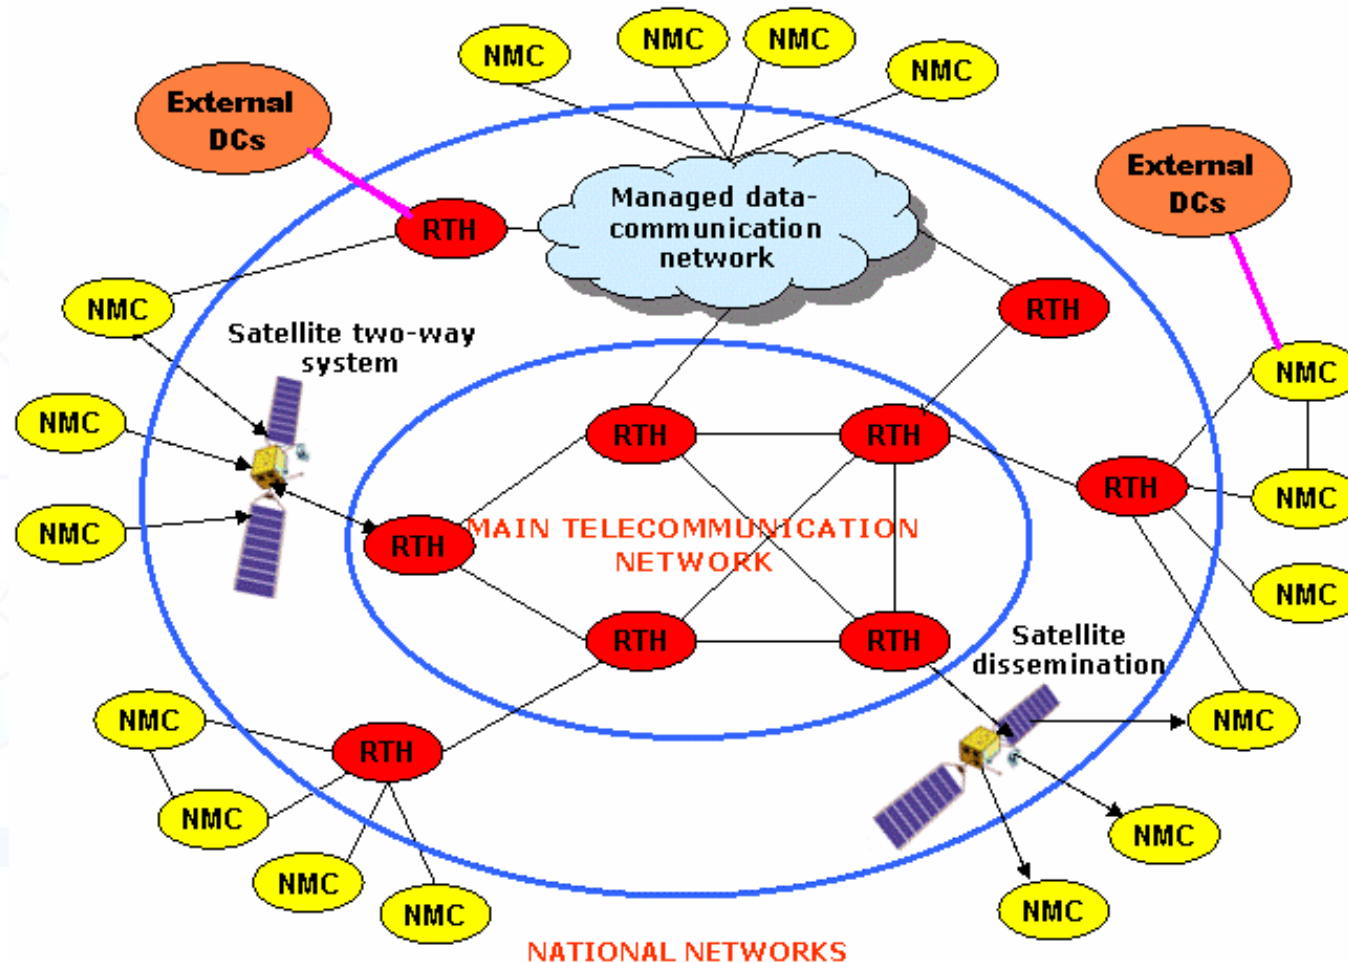 NMC
NMC
NMC
NMC
External
DCs
External
DCs
Managed data-
communication
network
RTH
RTH
NMC
Satellite two-way
system
NMC
NMC
RTH
RTH
RTH
NMC
NMC
RTH
MAIN TELECOMMUNICATION
NETWORK
NMC
NMC
RTH
RTH
Satellite
dissemination
NMC
NMC
RTH
NMC
NMC
NMC
NMC
NMC
NMC
NATIONAL NETWORKS